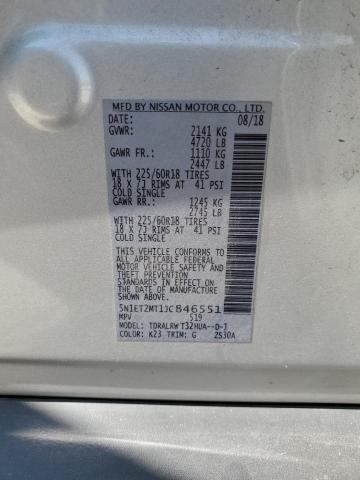 MFD BY NISSAN MOTOR CO., LTD.
DATE: 08/18
GVWR: 2141 KG
4720 LB
GAWR FR.: 1110 KG
2447 LB
WITH 225/60R18 TIRES
18 X 7J RIMS AT 41 PSI
COLD SINGLE
GAWR RR.: 1245 KG
2745 LB
WITH 225/60R18 TIRES
18 X 7J RIMS AT 41 PSI
COLD SINGLE
THIS VEHICLE CONFORMS TO
ALL APPLICABLE FEDERAL
MOTOR VEHICLE SAFETY AND
THEFT PREVENTION
STANDARDS IN EFFECT ON
THE DATE OF MANUFACTURE
SHOWN ABOVE.
5N1ET2MT1JC846551
MPV 519
MODEL: TDRALRW T32HUA--D-1
COLOR: K23 TRIM: G 2S30A